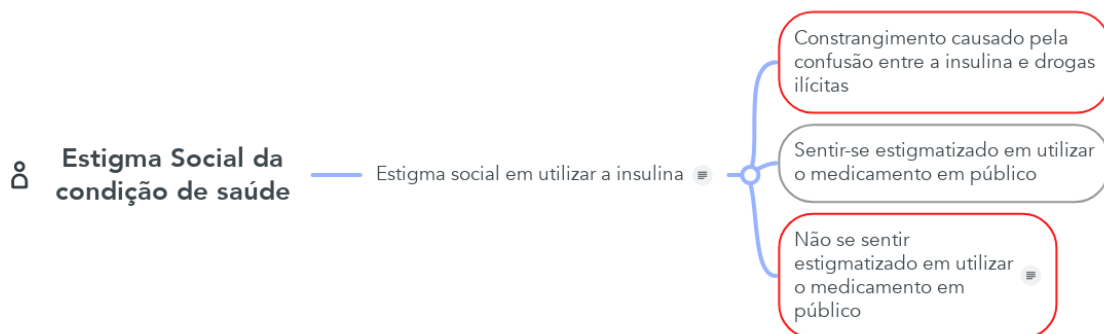 Estigma Social da
condição de saúde
Estigma social em utilizar a insulina
Constrangimento causado pela
confusão entre a insulina e drogas
ilícitas
Sentir-se estigmatizado em utilizar
o medicamento em público
Não se sentir
estigmatizado em utilizar
o medicamento em
público